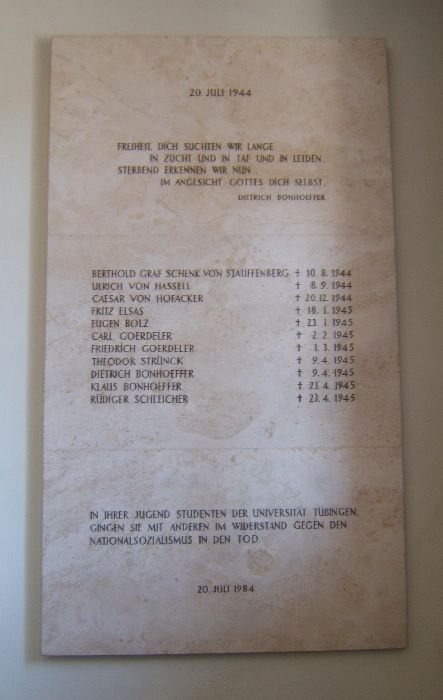 20. JULI 1944
FREIHEIT, DICH SUCHTEN WIR LANGE
IN ZUCHT UND IN TAT UND IN LEIDEN.
STERBEND ERKENNEN WIR NUN
IM ANGESICHT GOTTES DICH SELBST.
DIETRICH BONHOEFFER
BERTHOLD GRAF SCHENK VON STAUFFENBERG † 10. 8. 1944
ULRICH VON HASSELL † 8. 9. 1944
CAESAR VON HOFACKER † 20. 12. 1944
FRITZ ELSAS † 18. 1. 1945
EUGEN BOLZ † 23. 1. 1945
CARL GOERDELER † 2. 2. 1945
FRIEDRICH GOERDELER † 1. 3. 1945
THEODOR STRÜNCK † 9. 4. 1945
DIETRICH BONHOEFFER † 9. 4. 1945
KLAUS BONHOEFFER † 23. 4. 1945
RÜDIGER SCHLEICHER † 23. 4. 1945
IN IHRER JUGEND STUDENTEN DER UNIVERSITÄT TÜBINGEN,
GINGEN SIE MIT ANDEREN IM WIDERSTAND GEGEN DEN
NATIONALSOZIALISMUS IN DEN TOD.
20. JULI 1984